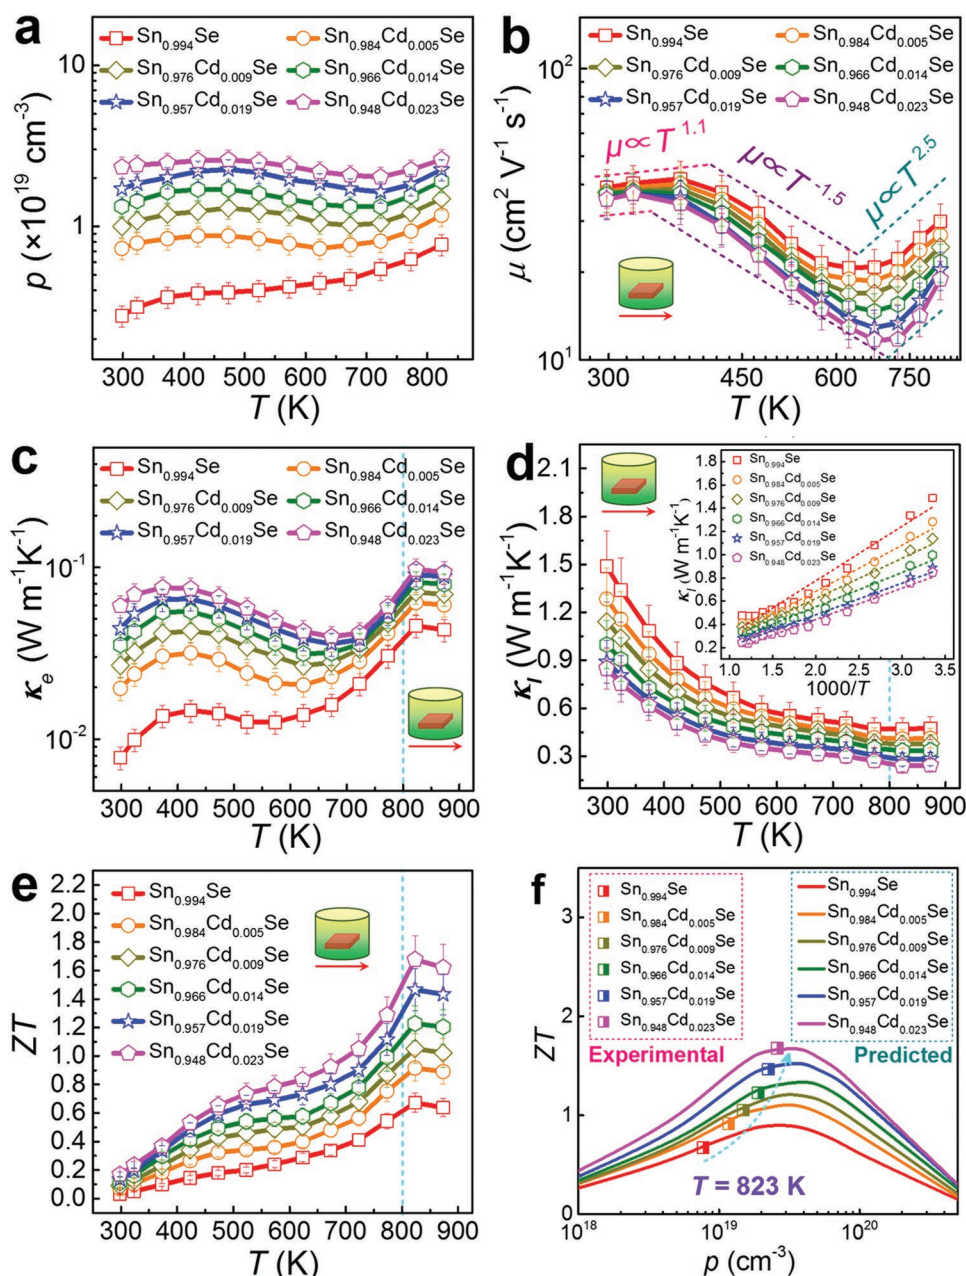 a
Sn0.994Se Sn0.984Cd0.005Se
Sn0.976Cd0.009Se Sn0.966Cd0.014Se
Sn0.957Cd0.019Se Sn0.948Cd0.023Se
p (×10^19 cm^-3)
10
1
300 400 500 600 700 800
T (K)
b
Sn0.994Se Sn0.984Cd0.005Se
Sn0.976Cd0.009Se Sn0.966Cd0.014Se
Sn0.957Cd0.019Se Sn0.948Cd0.023Se
μ∝T^1.1
μ∝T^-1.5
μ∝T^2.5
μ (cm^2 V^-1 s^-1)
10^2
10^1
300 450 600 750
T (K)
c
Sn0.994Se Sn0.984Cd0.005Se
Sn0.976Cd0.009Se Sn0.966Cd0.014Se
Sn0.957Cd0.019Se Sn0.948Cd0.023Se
κe (W m^-1K^-1)
10^-1
10^-2
300 400 500 600 700 800 900
T (K)
d
κl (W m^-1K^-1)
2.1
1.8
1.5
1.2
0.9
0.6
0.3
300 400 500 600 700 800 900
T (K)
Sn0.994Se
Sn0.984Cd0.005Se
Sn0.976Cd0.009Se
Sn0.966Cd0.014Se
Sn0.957Cd0.019Se
Sn0.948Cd0.023Se
κl (W m^-1K^-1)
1.8
1.6
1.4
1.2
1.0
0.8
0.6
0.4
0.2
1.0 1.5 2.0 2.5 3.0 3.5
1000/T
e
Sn0.994Se
Sn0.984Cd0.005Se
Sn0.976Cd0.009Se
Sn0.966Cd0.014Se
Sn0.957Cd0.019Se
Sn0.948Cd0.023Se
ZT
2.2
2.0
1.8
1.6
1.4
1.2
1.0
0.8
0.6
0.4
0.2
0.0
300 400 500 600 700 800 900
T (K)
f
Sn0.994Se Sn0.994Se
Sn0.984Cd0.005Se Sn0.984Cd0.005Se
Sn0.976Cd0.009Se Sn0.976Cd0.009Se
Sn0.966Cd0.014Se Sn0.966Cd0.014Se
Sn0.957Cd0.019Se Sn0.957Cd0.019Se
Sn0.948Cd0.023Se Sn0.948Cd0.023Se
Experimental Predicted
T = 823 K
ZT
3
2
1
0
10^18 10^19 10^20
p (cm^-3)